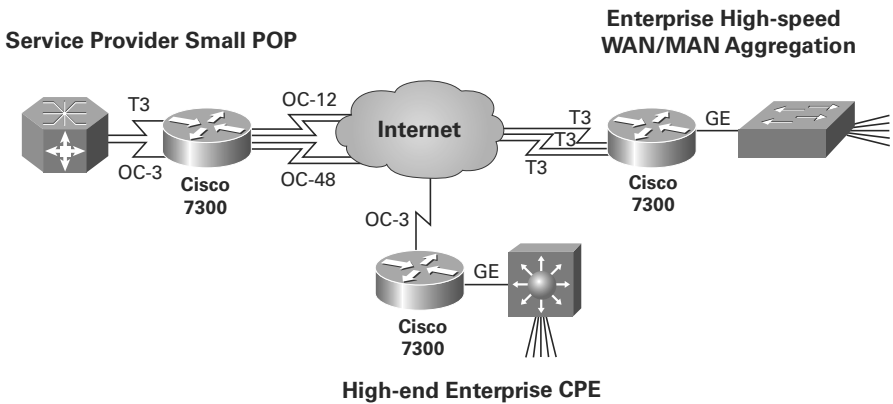 Enterprise High-speed
WAN/MAN Aggregation
Service Provider Small POP
T3
OC-3
Cisco
7300
OC-12
OC-48
Internet
T3
T3
T3
Cisco
7300
GE
OC-3
Cisco
7300
GE
High-end Enterprise CPE